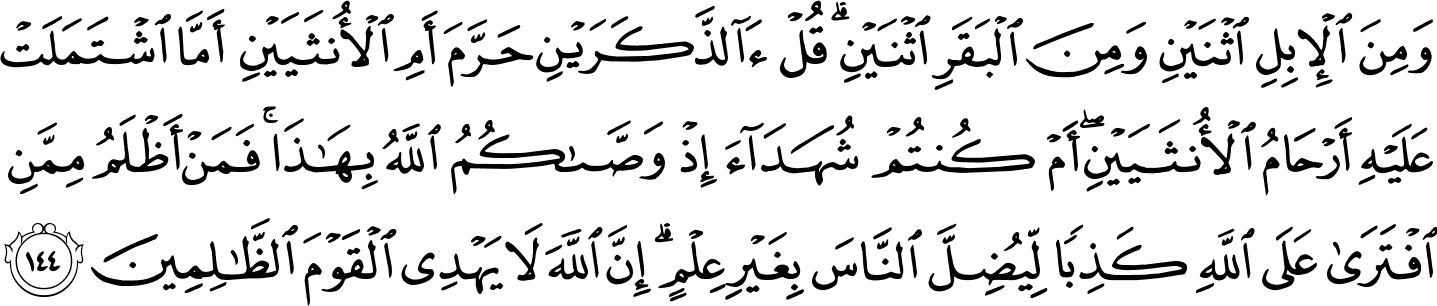 وَمِنَ ٱلْإِبِلِ ٱثْنَيْنِ وَمِنَ ٱلْبَقَرِ ٱثْنَيْنِ ۗ قُلْ ءَآلذَّكَرَيْنِ حَرَّمَ أَمِ ٱلْأُنثَيَيْنِ أَمَّا ٱشْتَمَلَتْ
عَلَيْهِ أَرْحَامُ ٱلْأُنثَيَيْنِ ۖ أَمْ كُنتُمْ شُهَدَآءَ إِذْ وَصَّىٰكُمُ ٱللَّهُ بِهَـٰذَا ۚ فَمَنْ أَظْلَمُ مِمَّنِ
ٱفْتَرَىٰ عَلَى ٱللَّهِ كَذِبًا لِّيُضِلَّ ٱلنَّاسَ بِغَيْرِ عِلْمٍ ۗ إِنَّ ٱللَّهَ لَا يَهْدِى ٱلْقَوْمَ ٱلظَّـٰلِمِينَ ١٤٤